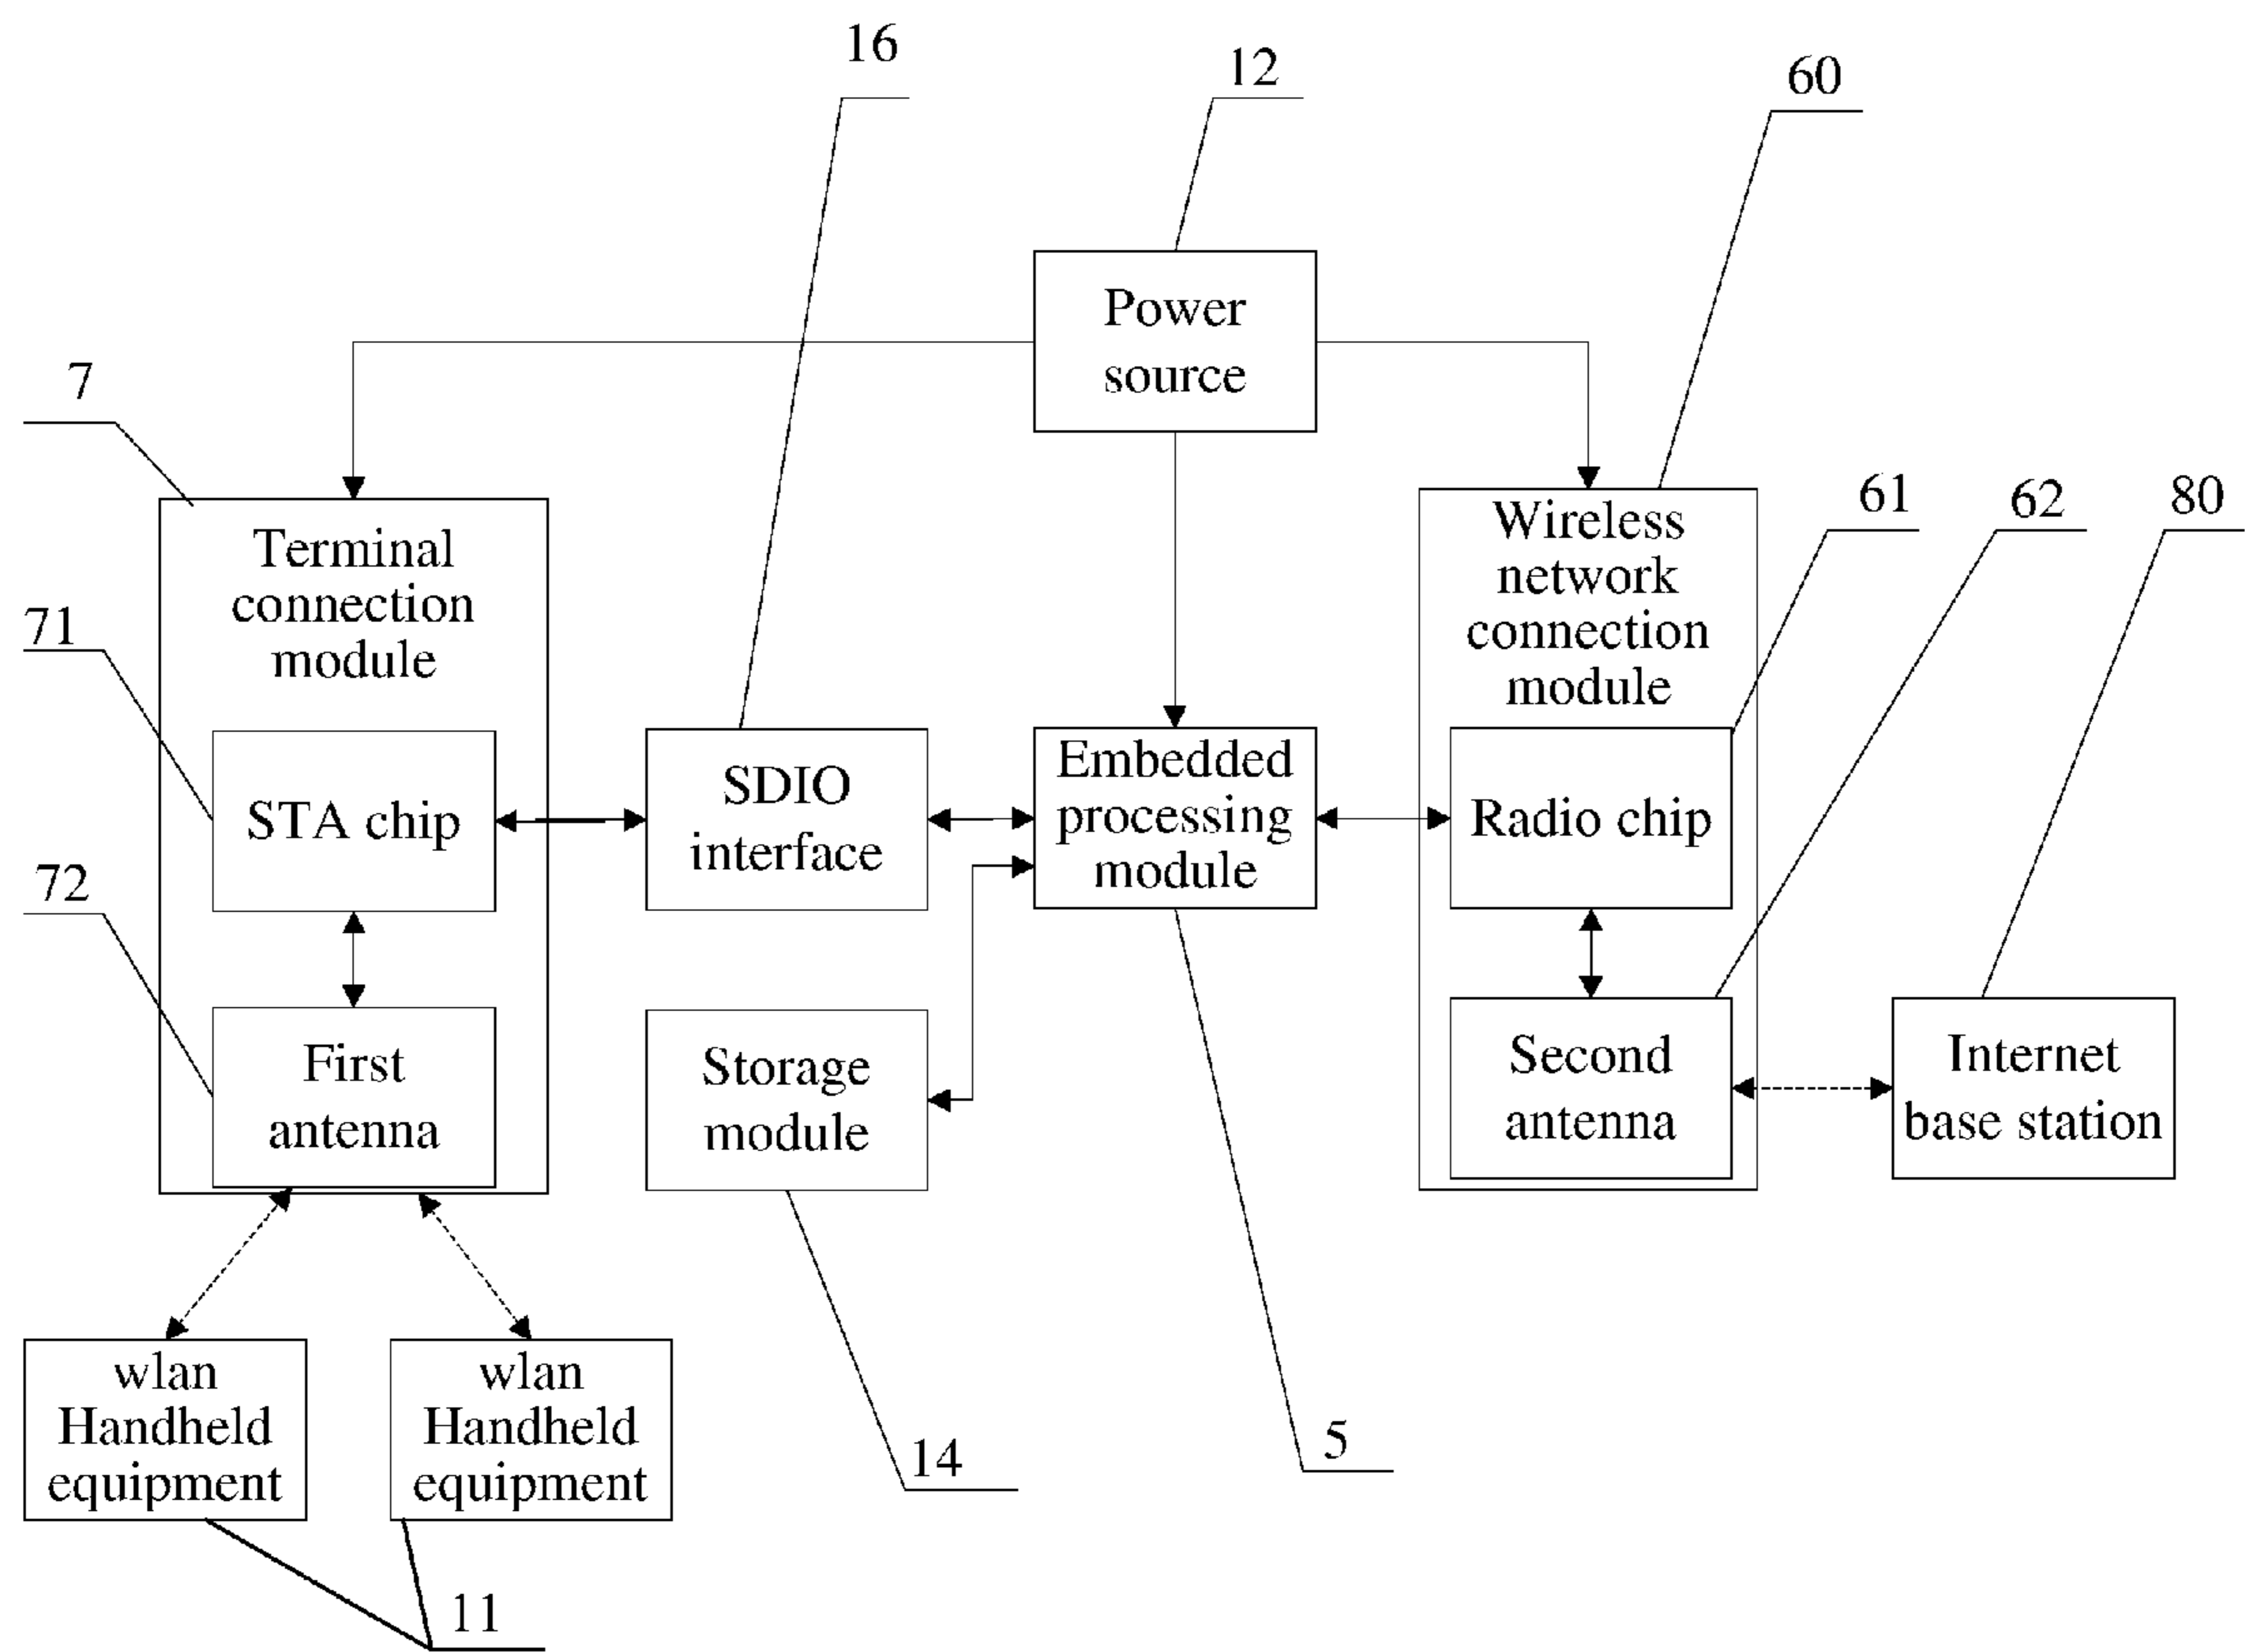 16
12
60
Power
source
7
61
62
80
Terminal
connection
module
Wireless
network
connection
module
71
STA chip
SDIO
interface
Embedded
processing
module
Radio chip
72
First
antenna
Storage
module
Second
antenna
Internet
base station
wlan
Handheld
equipment
wlan
Handheld
equipment
14
5
11